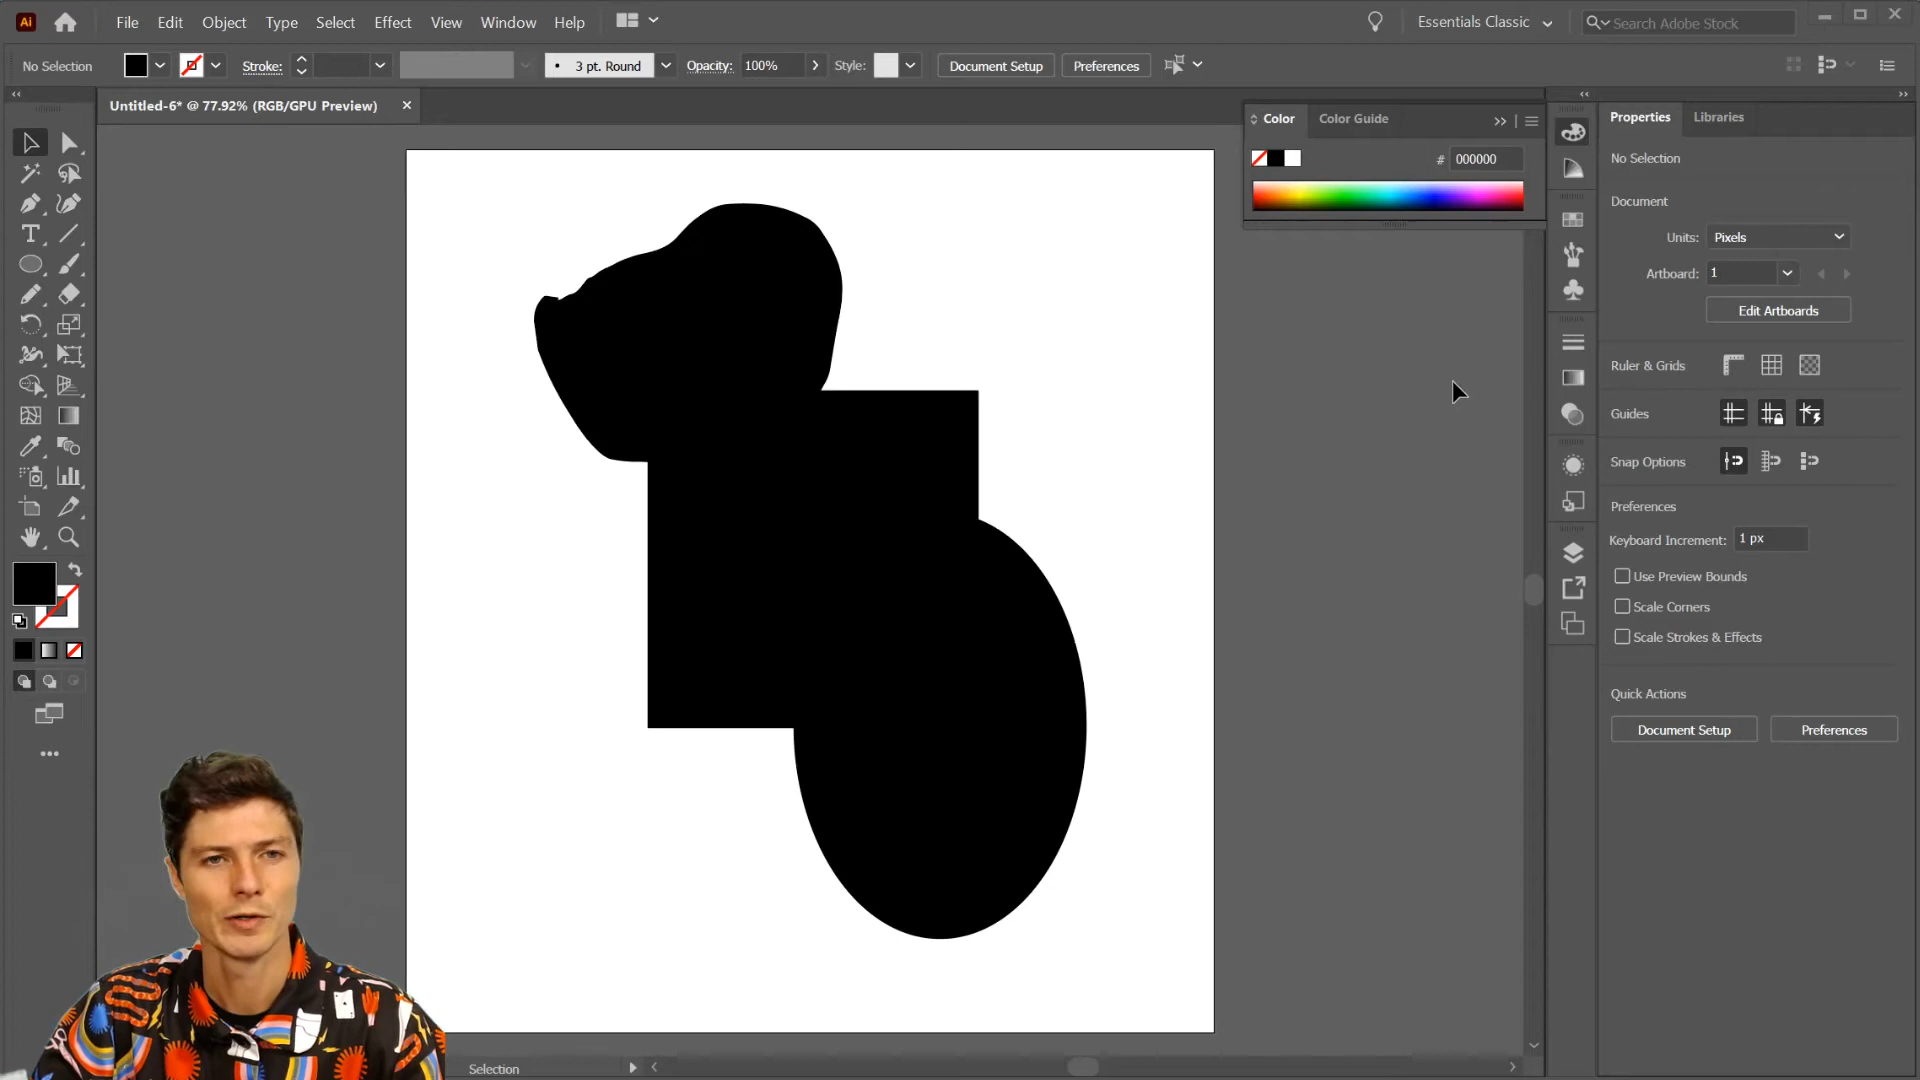 Ai
File Edit Object Type Select Effect View Window Help
Essentials Classic
Search Adobe Stock
No Selection
Stroke:
3 pt. Round
Opacity: 100%
Style:
Document Setup
Preferences
Untitled-6* @ 77.92% (RGB/GPU Preview)
Color
Color Guide
# 000000
Properties
Libraries
No Selection
Document
Units: Pixels
Artboard: 1
Edit Artboards
Ruler & Grids
Guides
Snap Options
Preferences
Keyboard Increment: 1 px
Use Preview Bounds
Scale Corners
Scale Strokes & Effects
Quick Actions
Document Setup
Preferences
Selection